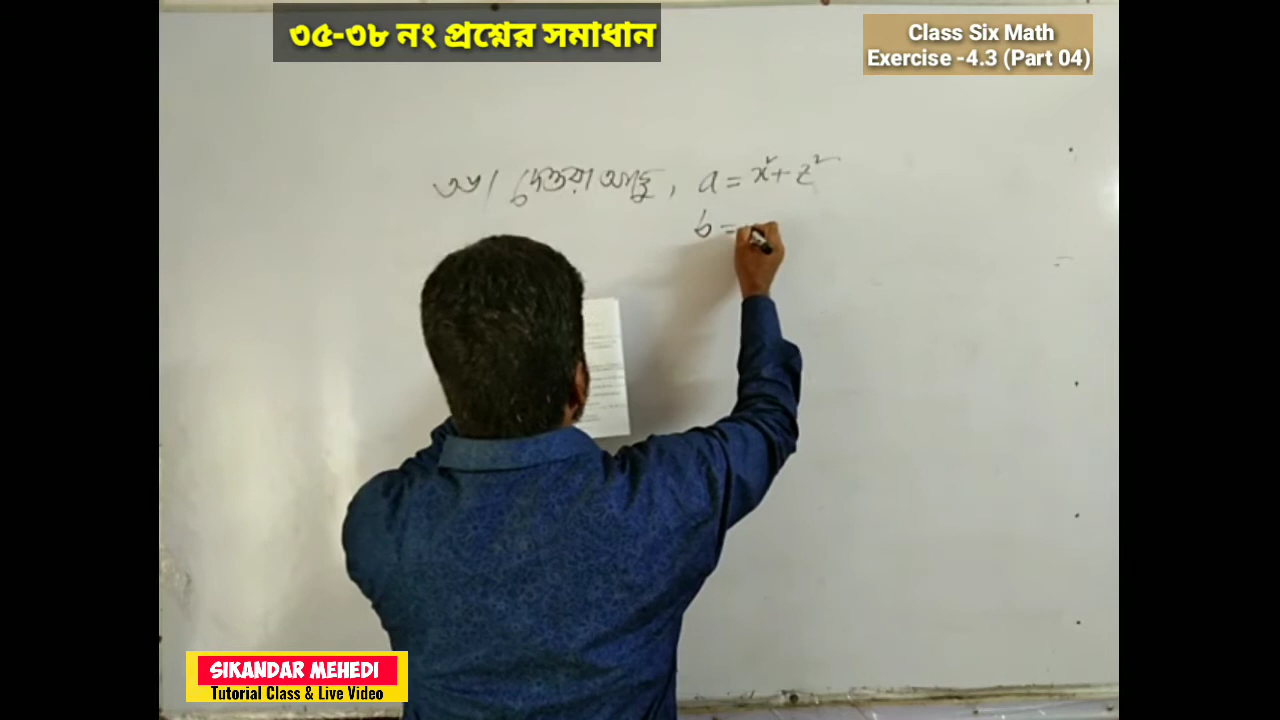 ৩৫-৩৮ নং প্রশ্নের সমাধান
Class Six Math
Exercise -4.3 (Part 04)
৩৬। দেওয়া আছে, a = x² + z²
b =
SIKANDAR MEHEDI
Tutorial Class & Live Video